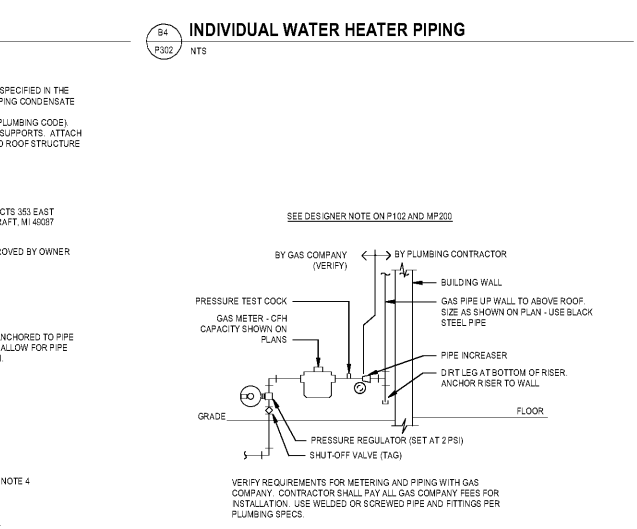 B4
P302
INDIVIDUAL WATER HEATER PIPING
NTS
SPECIFIED IN THE
PING CONDENSATE
PLUMBING CODE).
SUPPORTS. ATTACH
O ROOF STRUCTURE
CTS 353 EAST
RAFT, MI 49087
ROVED BY OWNER
NCHORED TO PIPE
ALLOW FOR PIPE
NOTE 4
SEE DESIGNER NOTE ON P102 AND MP200
BY GAS COMPANY
(VERIFY)
BY PLUMBING CONTRACTOR
BUILDING WALL
PRESSURE TEST COCK
GAS PIPE UP WALL TO ABOVE ROOF.
SIZE AS SHOWN ON PLAN - USE BLACK
STEEL PIPE
GAS METER - CFH
CAPACITY SHOWN ON
PLANS
PIPE INCREASER
DIRT LEG AT BOTTOM OF RISER.
ANCHOR RISER TO WALL
GRADE
FLOOR
PRESSURE REGULATOR (SET AT 2 PSI)
SHUT-OFF VALVE (TAG)
VERIFY REQUIREMENTS FOR METERING AND PIPING WITH GAS
COMPANY. CONTRACTOR SHALL PAY ALL GAS COMPANY FEES FOR
INSTALLATION. USE WELDED OR SCREWED PIPE AND FITTINGS PER
PLUMBING SPECS.